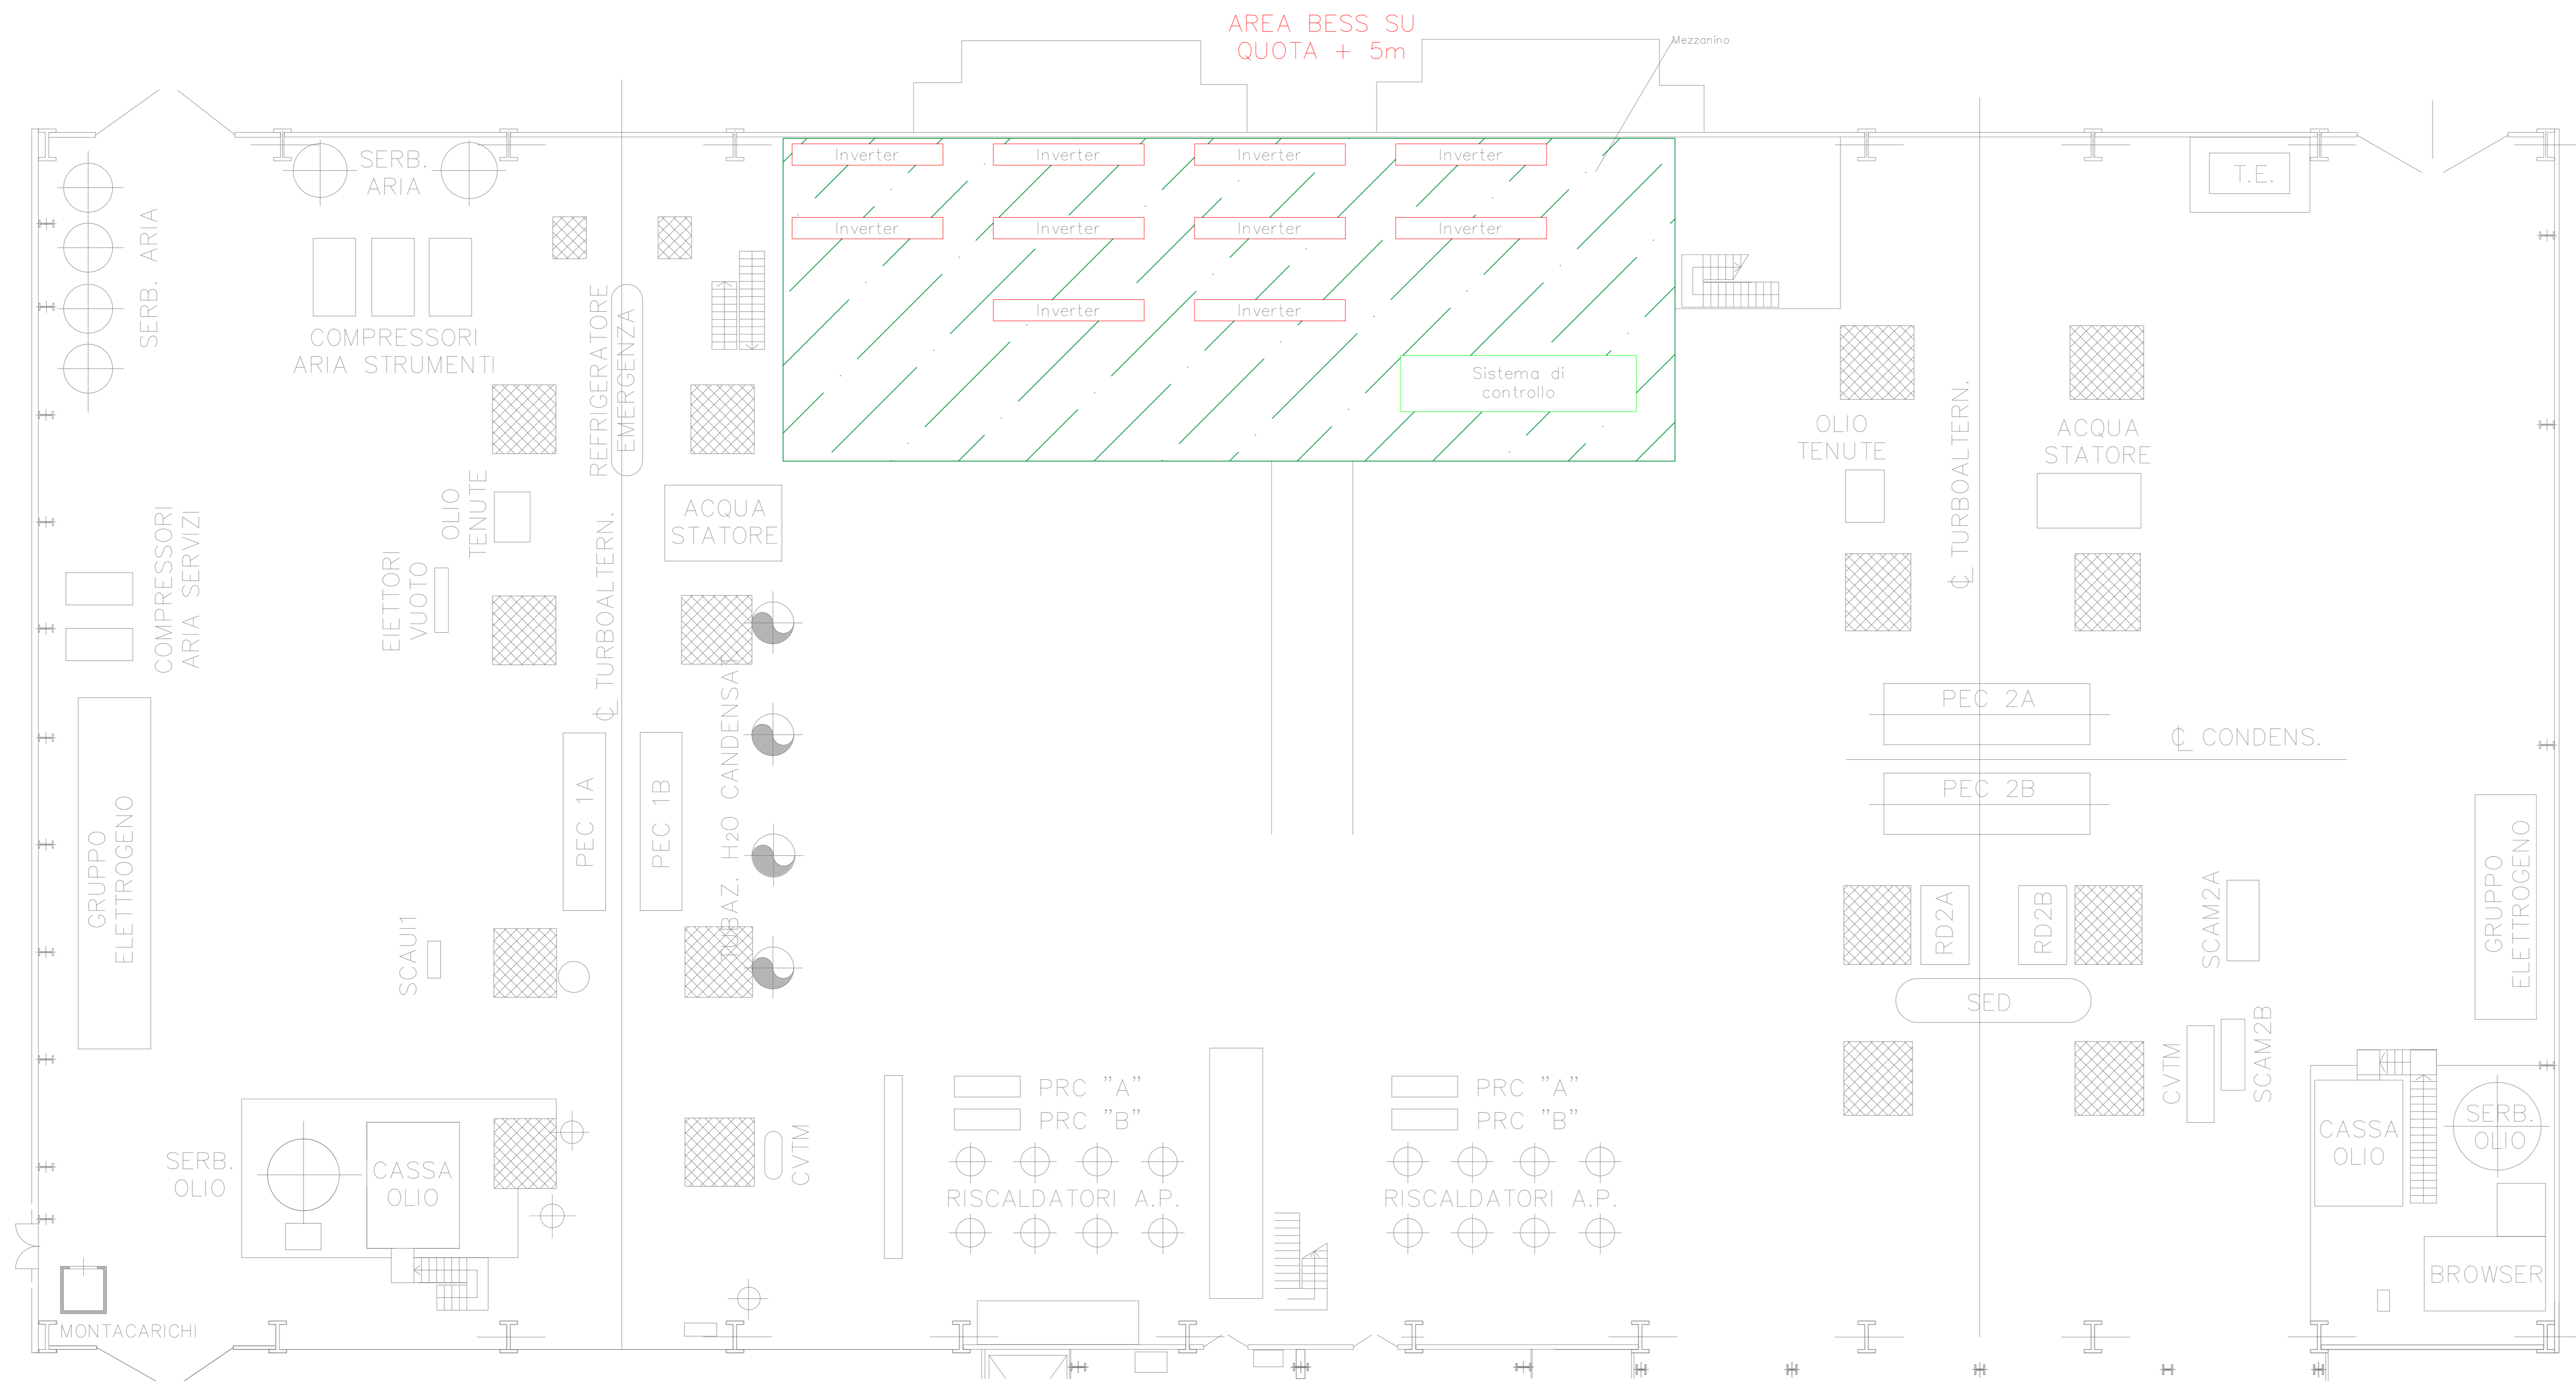 AREA BESS SU
QUOTA + 5m
Mezzanino
SERB.
ARIA
Inverter
Inverter
Inverter
Inverter
T.E.
SERB. ARIA
Inverter
Inverter
Inverter
Inverter
COMPRESSORI
ARIA STRUMENTI
REFRIGERATORE
EMERGENZA
Inverter
Inverter
Sistema di
controllo
OLIO
TENUTE
℄ TURBOALTERN.
ACQUA
STATORE
COMPRESSORI
ARIA SERVIZI
OLIO
TENUTE
EIETTORI
VUOTO
℄ TURBOALTERN.
ACQUA
STATORE
TUBAZ. H2O CANDENSAT.
PEC 2A
℄ CONDENS.
PEC 2B
GRUPPO
ELETTROGENO
PEC 1A
PEC 1B
SCAUI1
RD2A
RD2B
SCAM2A
GRUPPO
ELETTROGENO
SED
CVTM
SCAM2B
SERB.
OLIO
CASSA
OLIO
CVTM
PRC "A"
PRC "B"
RISCALDATORI A.P.
PRC "A"
PRC "B"
RISCALDATORI A.P.
CASSA
OLIO
SERB.
OLIO
BROWSER
MONTACARICHI